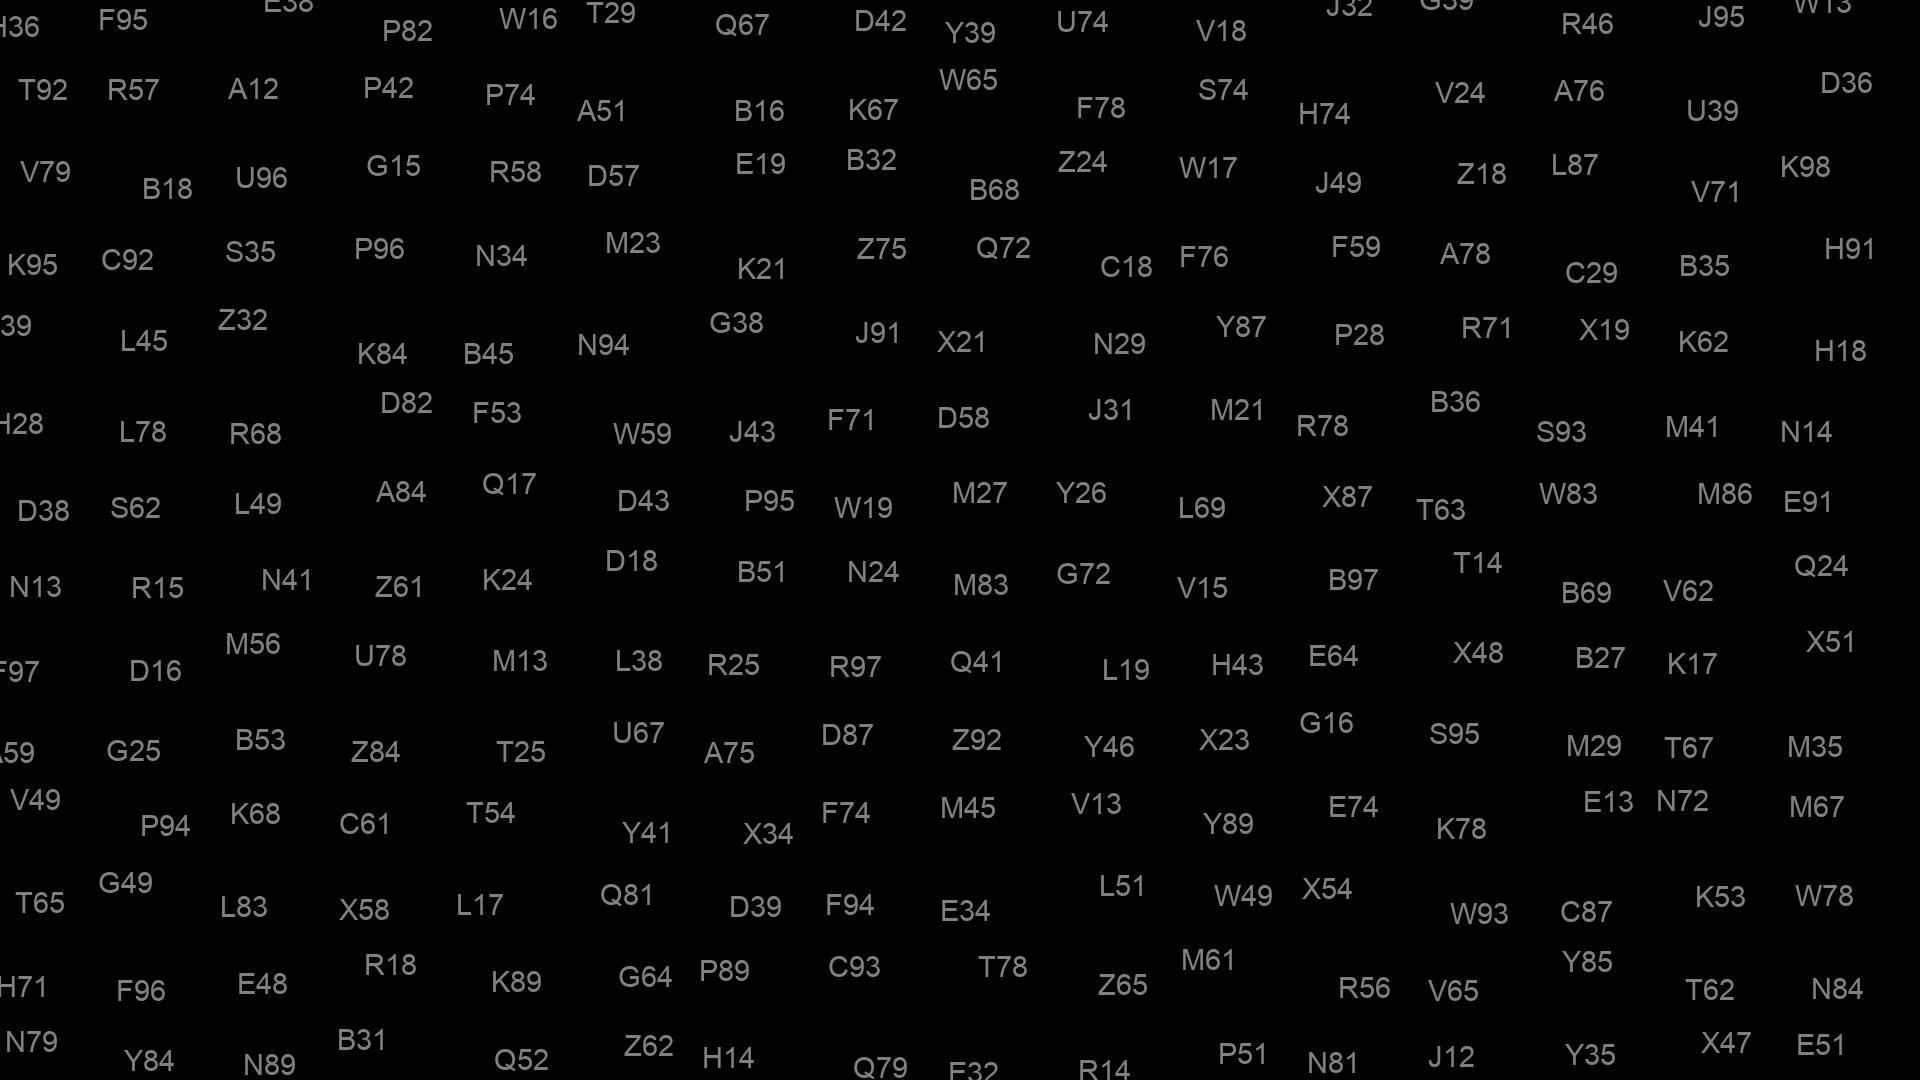 H36 F95 E38 P82 W16 T29 Q67 D42 Y39 U74 V18 J32 G39 R46 J95 W13
T92 R57 A12 P42 P74 A51 B16 K67 W65 F78 S74 H74 V24 A76 U39 D36
V79 B18 U96 G15 R58 D57 E19 B32 B68 Z24 W17 J49 Z18 L87 V71 K98
K95 C92 S35 P96 N34 M23 K21 Z75 Q72 C18 F76 F59 A78 C29 B35 H91
39 L45 Z32 K84 B45 N94 G38 J91 X21 N29 Y87 P28 R71 X19 K62 H18
H28 L78 R68 D82 F53 W59 J43 F71 D58 J31 M21 R78 B36 S93 M41 N14
D38 S62 L49 A84 Q17 D43 P95 W19 M27 Y26 L69 X87 T63 W83 M86 E91
N13 R15 N41 Z61 K24 D18 B51 N24 M83 G72 V15 B97 T14 B69 V62 Q24
F97 D16 M56 U78 M13 L38 R25 R97 Q41 L19 H43 E64 X48 B27 K17 X51
A59 G25 B53 Z84 T25 U67 A75 D87 Z92 Y46 X23 G16 S95 M29 T67 M35
V49 P94 K68 C61 T54 Y41 X34 F74 M45 V13 Y89 E74 K78 E13 N72 M67
T65 G49 L83 X58 L17 Q81 D39 F94 E34 L51 W49 X54 W93 C87 K53 W78
H71 F96 E48 R18 K89 G64 P89 C93 T78 Z65 M61 R56 V65 Y85 T62 N84
N79 Y84 N89 B31 Q52 Z62 H14 Q79 R14 P51 N81 J12 Y35 X47 E51